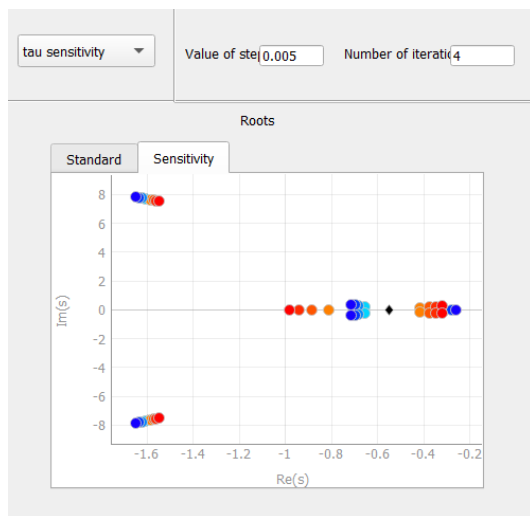 tau sensitivity
Value of step 0.005
Number of iteratio 4
Roots
Standard
Sensitivity
8
6
4
2
0
-2
-4
-6
-8
Im(s)
-1.6 -1.4 -1.2 -1 -0.8 -0.6 -0.4 -0.2
Re(s)